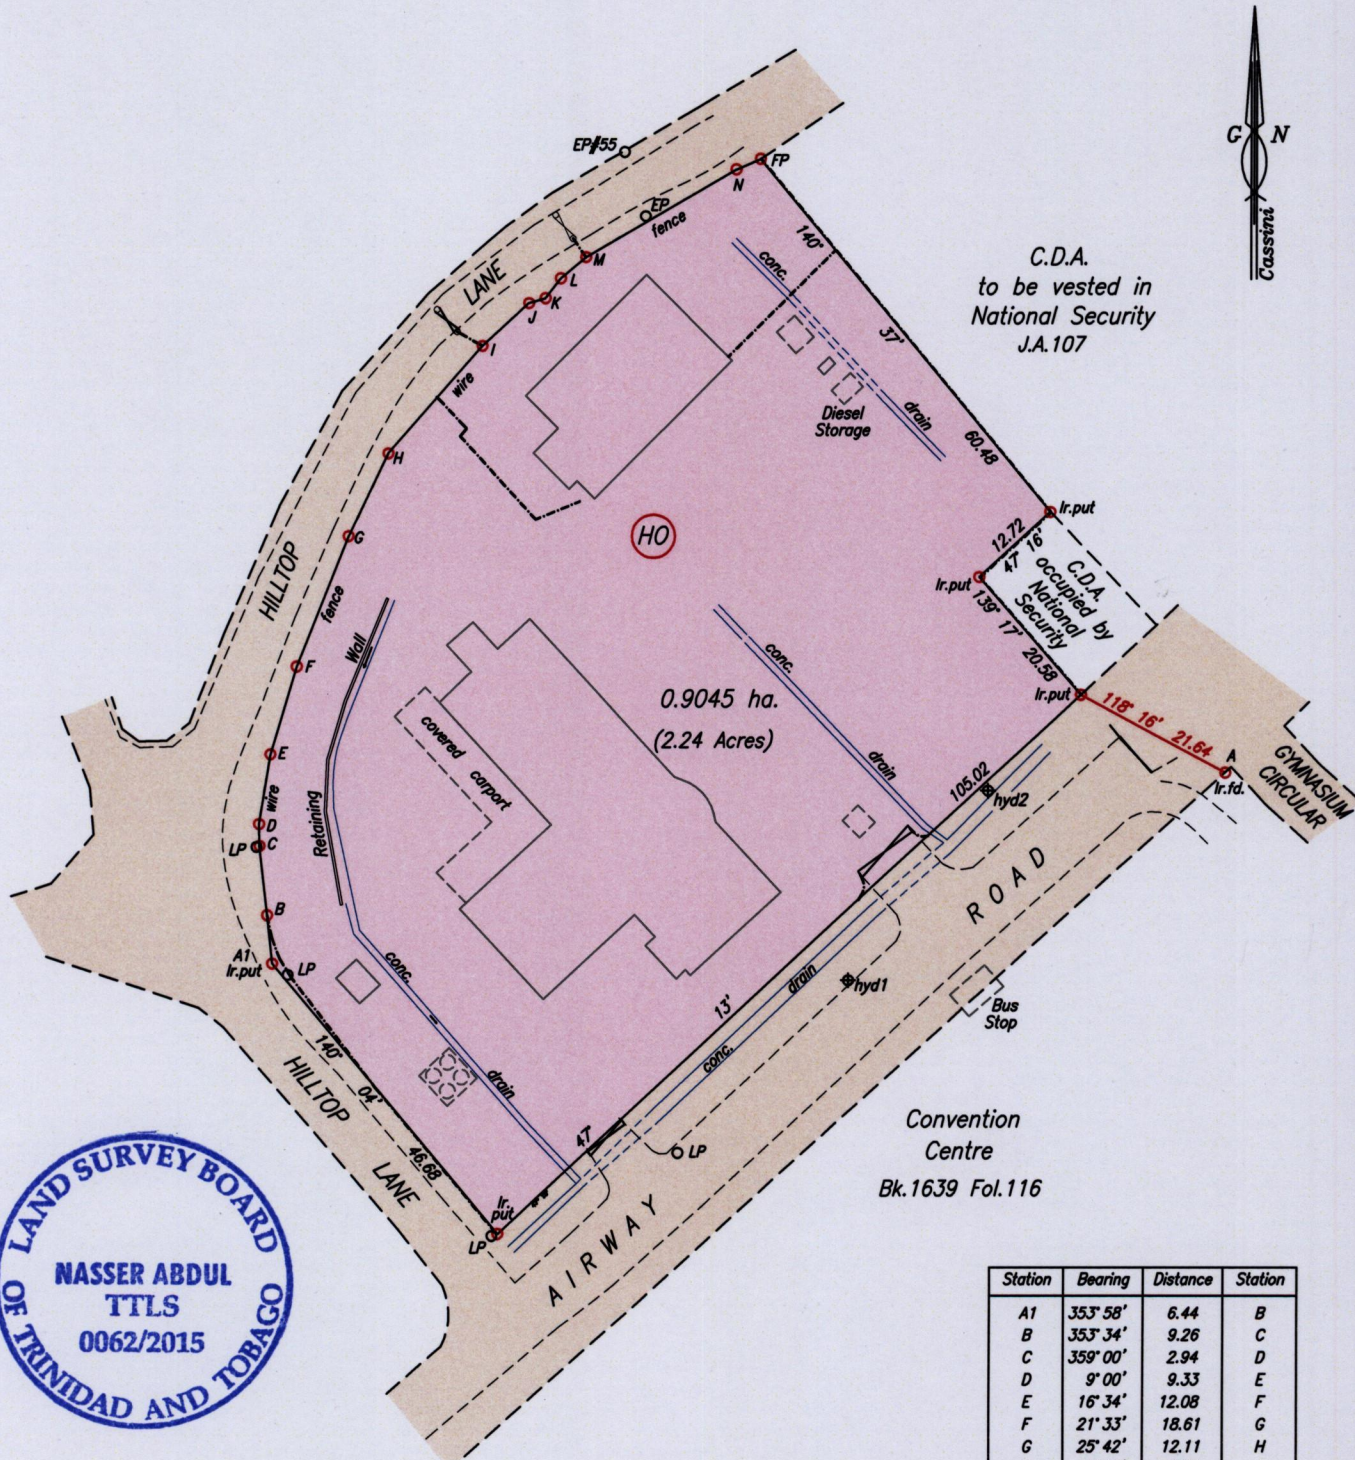 G N
Cassini
EP#55
FP
N
EP
fence
M
L
K
J
I
LANE
wire
H
G
HILLTOP
fence
F
E
wire
D
C
LP
B
A1
Ir.put
LP
140°
37'
60.48
conc.
drain
Diesel
Storage
C.D.A.
to be vested in
National Security
J.A.107
Ir.put
12.72
47° 16'
Ir.put
139° 17' 20.58
C.D.A.
occupied by
National
Security
Ir.put
118° 16' 21.64
A
Ir.fd.
GYMNASIUM
CIRCULAR
HO
0.9045 ha.
(2.24 Acres)
Wall
Retaining
covered carport
conc.
drain
105.02
hyd2
ROAD
hyd1
Bus
Stop
13'
drain
conc.
47°
conc.
drain
140°
04'
46.68
HILLTOP
LANE
Ir.
put
LP
LP
AIRWAY
Convention
Centre
Bk.1639 Fol.116
LAND SURVEY BOARD
OF TRINIDAD AND TOBAGO
NASSER ABDUL
TTLS
0062/2015
Station Bearing Distance Station
A1 353°58' 6.44 B
B 353°34' 9.26 C
C 359°00' 2.94 D
D 9°00' 9.33 E
E 16°34' 12.08 F
F 21°33' 18.61 G
G 25°42' 12.11 H